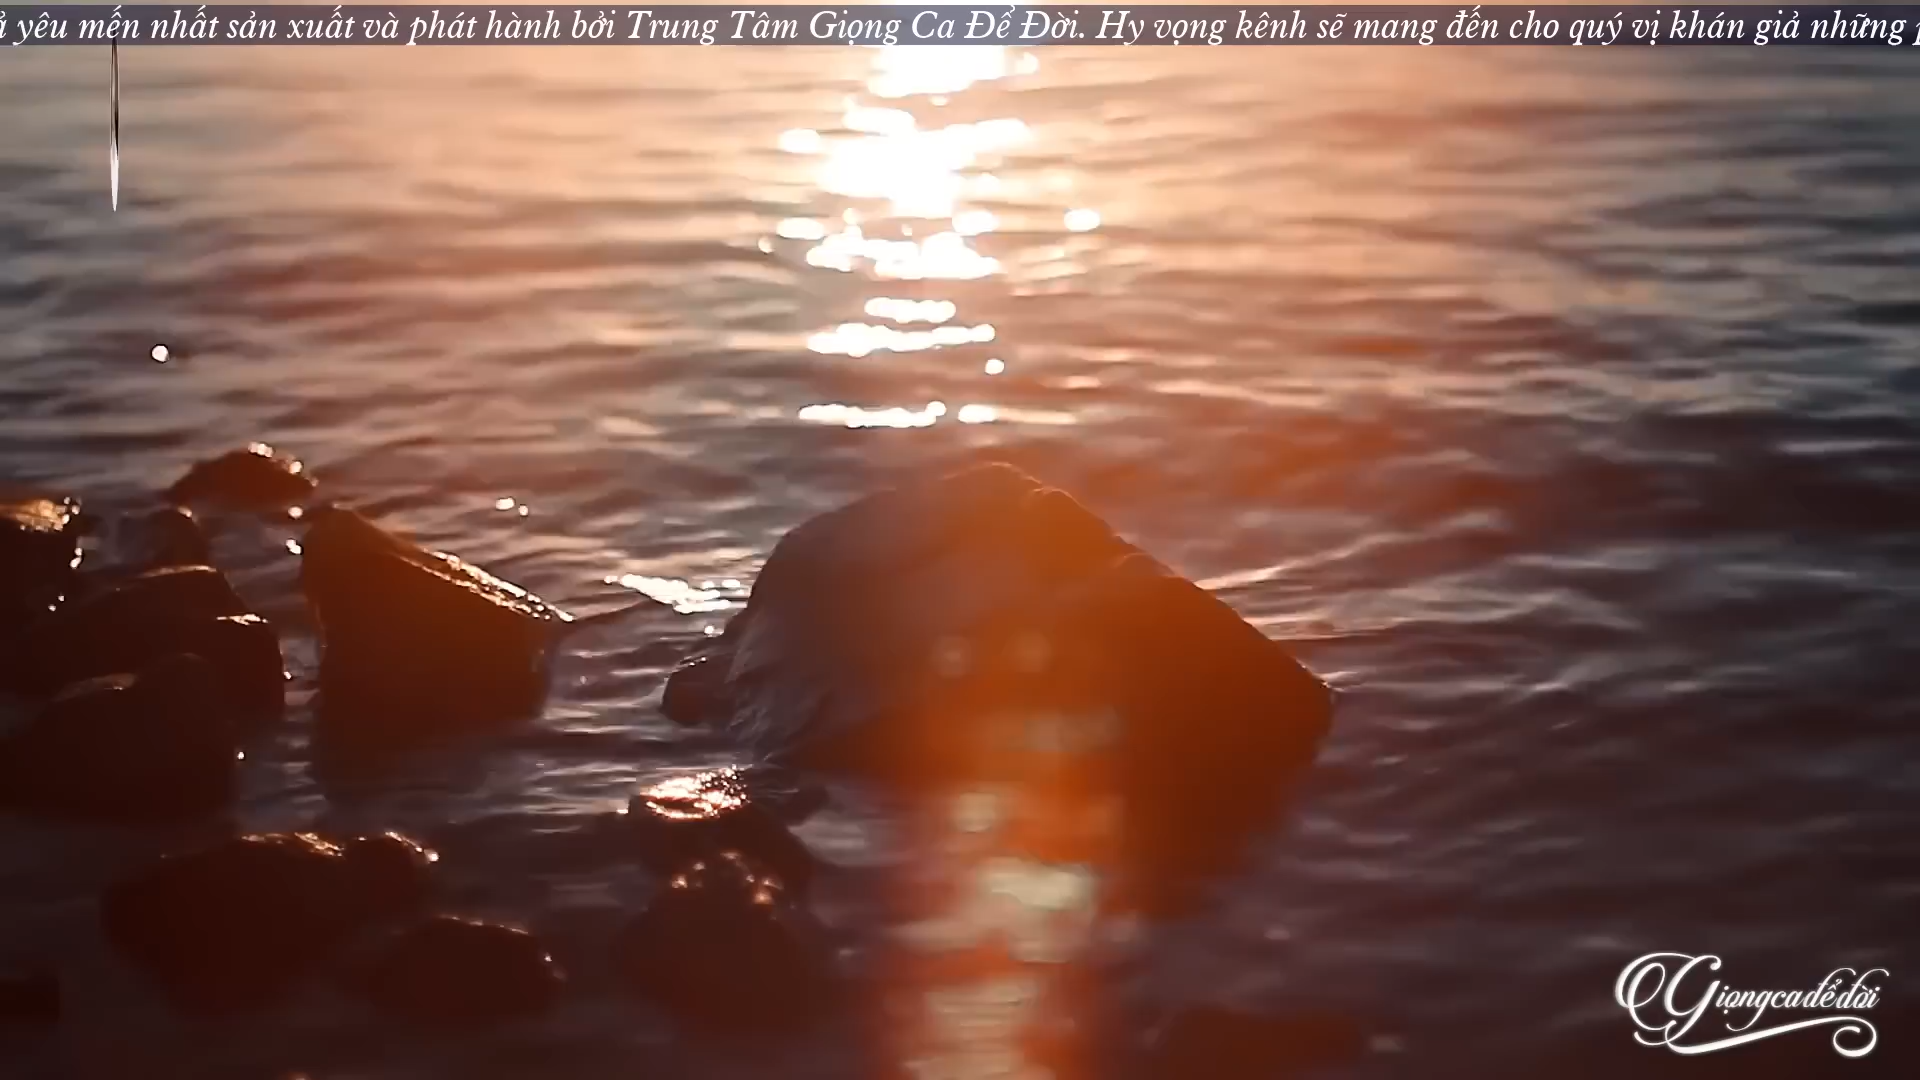 yêu mến nhất sản xuất và phát hành bởi Trung Tâm Giọng Ca Để Đời. Hy vọng kênh sẽ mang đến cho quý vị khán giả những
Giọngcađểđời